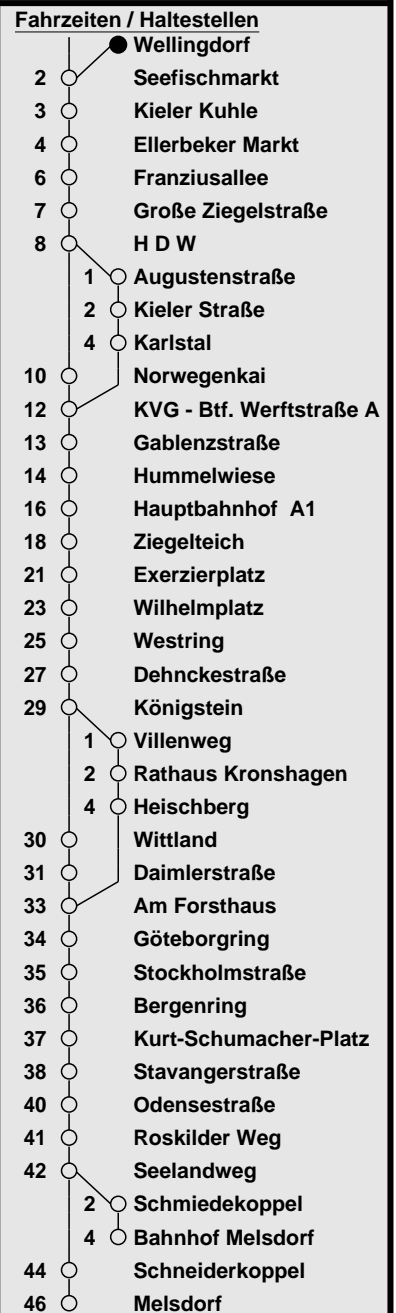 Fahrzeiten / Haltestellen
Wellingdorf
2 Seefischmarkt
3 Kieler Kuhle
4 Ellerbeker Markt
6 Franziusallee
7 Große Ziegelstraße
8 H D W
1 Augustenstraße
2 Kieler Straße
4 Karlstal
10 Norwegenkai
12 KVG - Btf. Werftstraße A
13 Gablenzstraße
14 Hummelwiese
16 Hauptbahnhof A1
18 Ziegelteich
21 Exerzierplatz
23 Wilhelmplatz
25 Westring
27 Dehnckestraße
29 Königstein
1 Villenweg
2 Rathaus Kronshagen
4 Heischberg
30 Wittland
31 Daimlerstraße
33 Am Forsthaus
34 Göteborgring
35 Stockholmstraße
36 Bergenring
37 Kurt-Schumacher-Platz
38 Stavangerstraße
40 Odensestraße
41 Roskilder Weg
42 Seelandweg
2 Schmiedekoppel
4 Bahnhof Melsdorf
44 Schneiderkoppel
46 Melsdorf